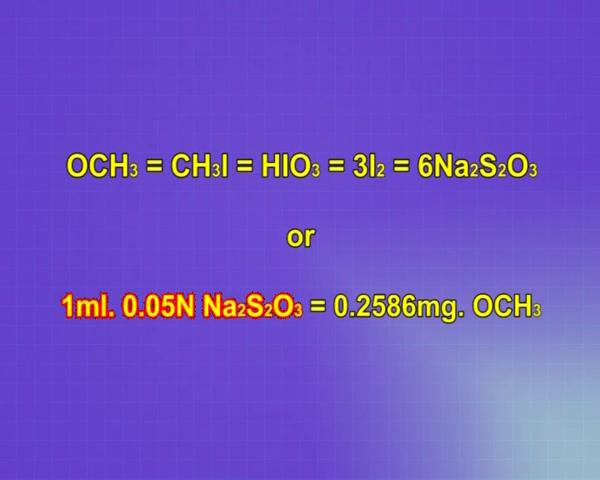 OCH₃ = CH₃I = HIO₃ = 3I₂ = 6Na₂S₂O₃
or
1ml. 0.05N Na₂S₂O₃ = 0.2586mg. OCH₃